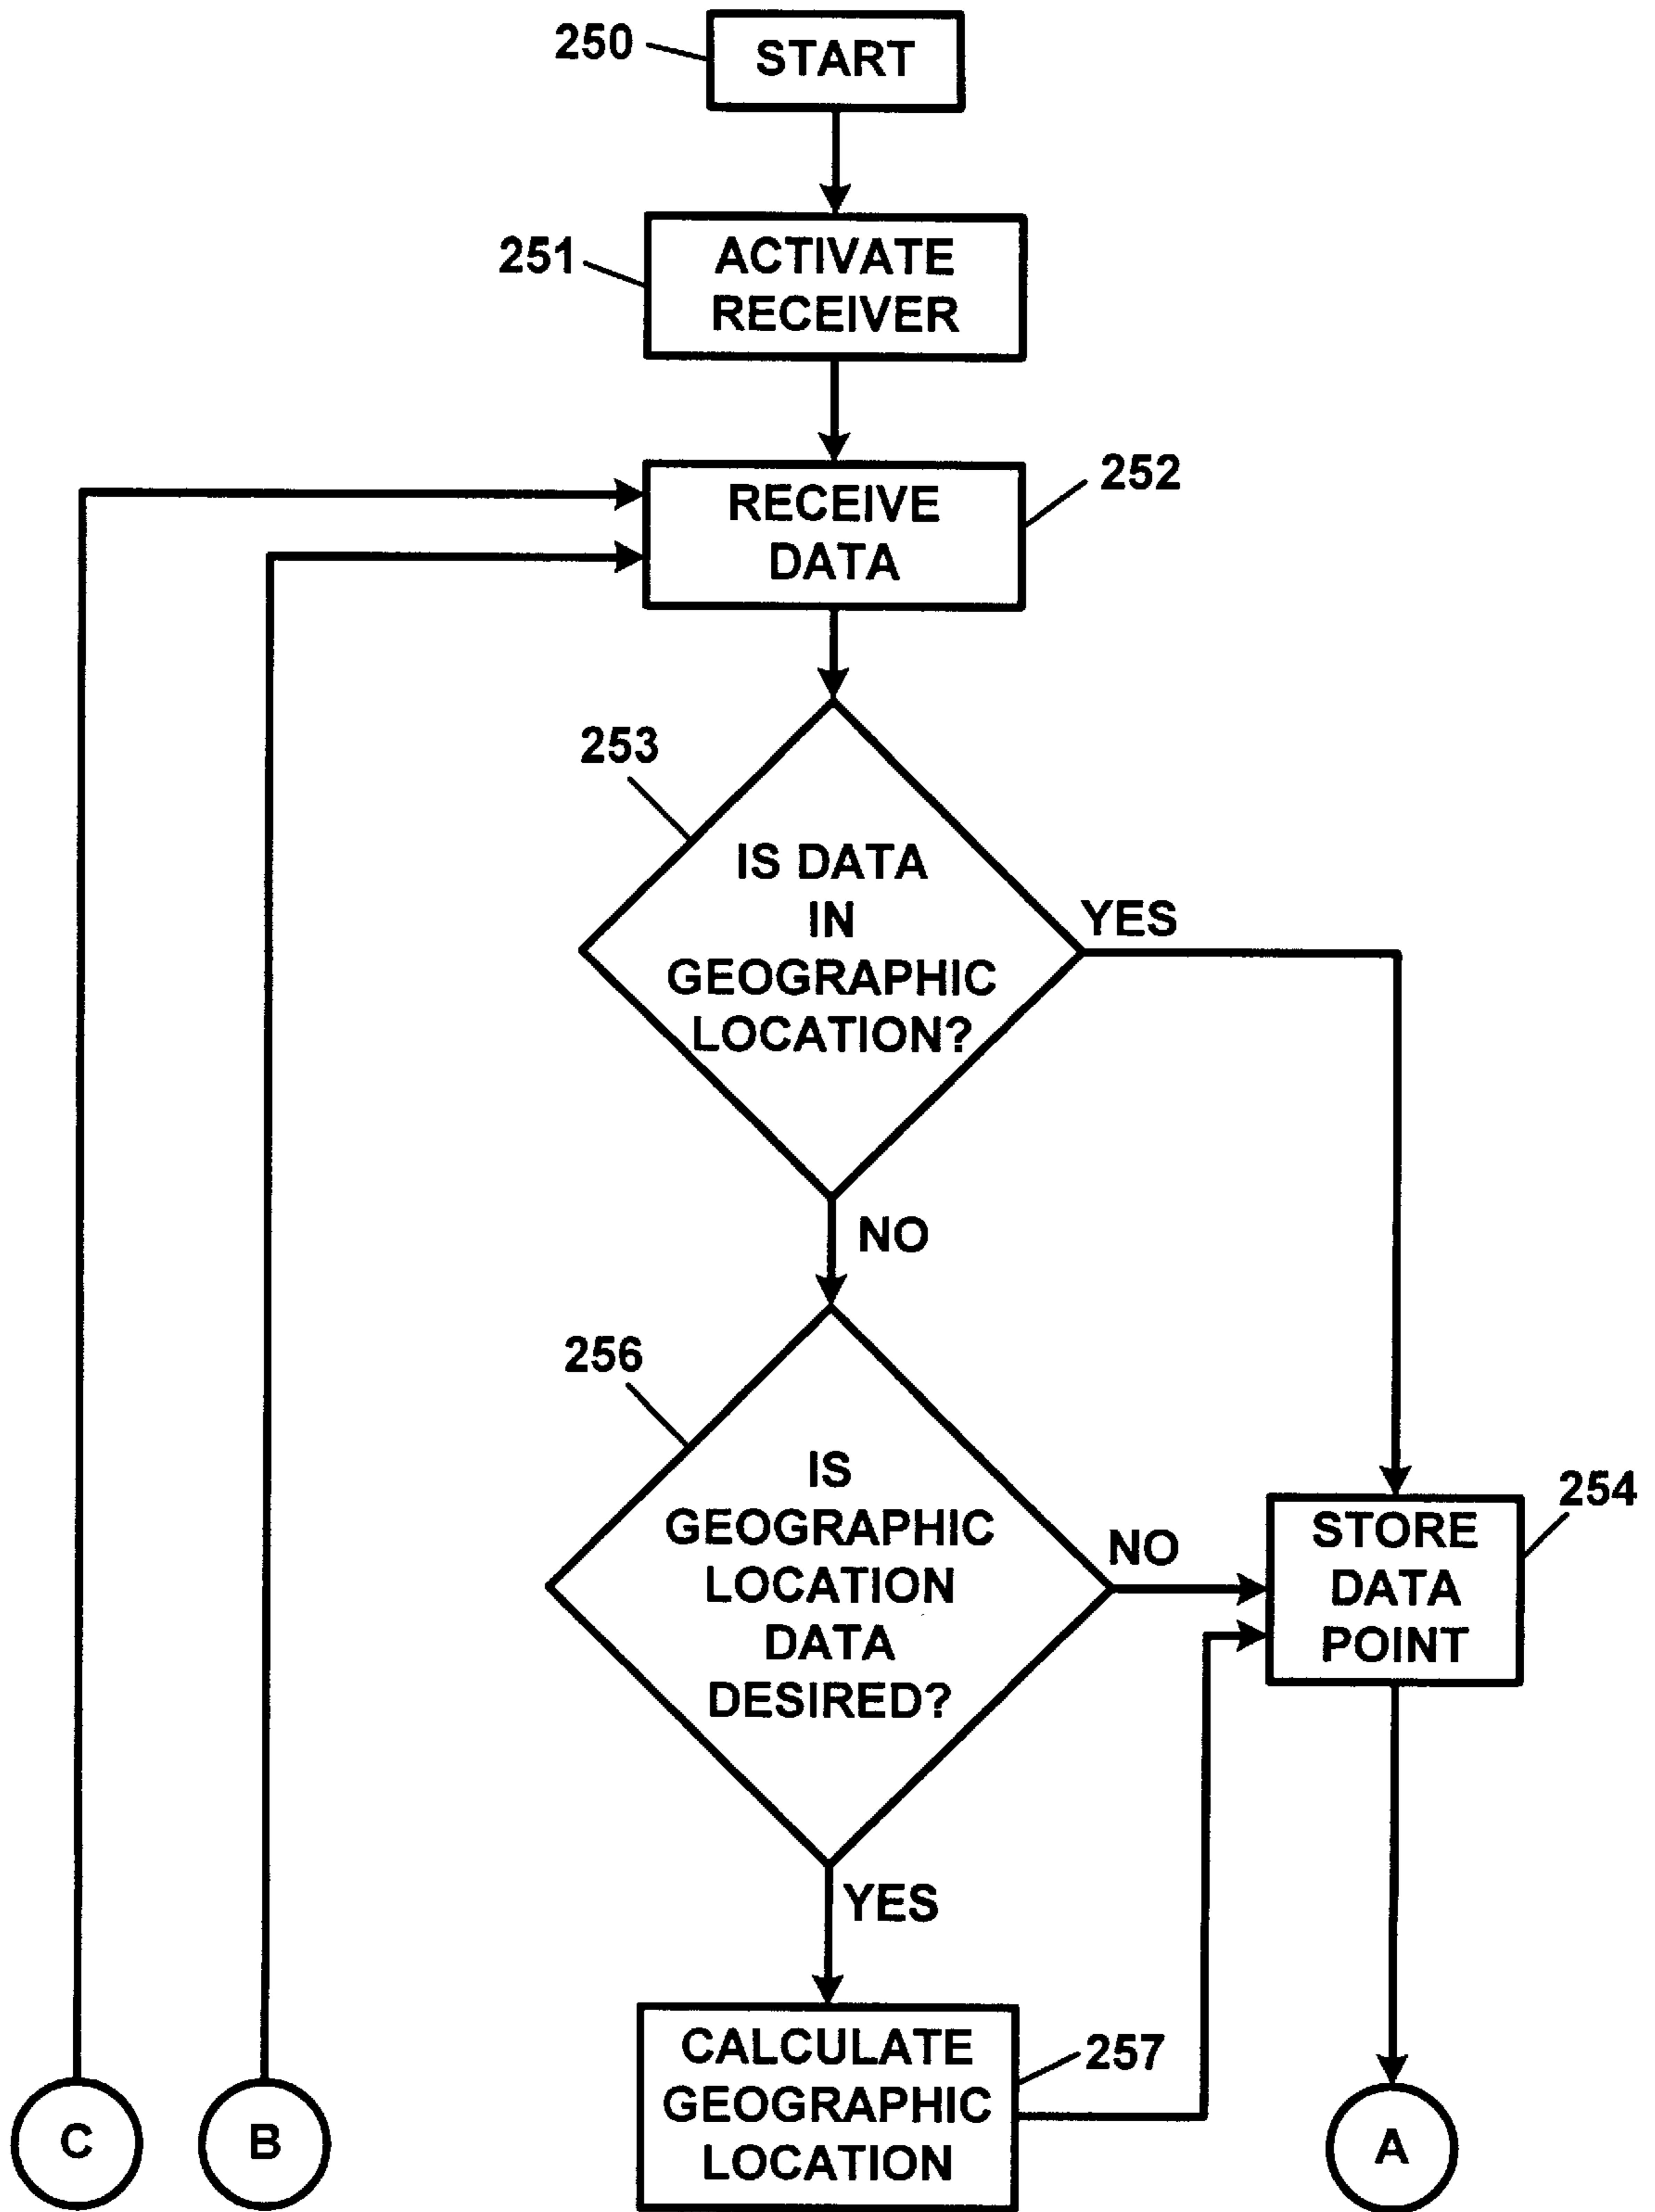 250
START
251
ACTIVATE
RECEIVER
252
RECEIVE
DATA
253
IS DATA
IN
GEOGRAPHIC
LOCATION?
YES
NO
256
IS
GEOGRAPHIC
LOCATION
DATA
DESIRED?
NO
254
STORE
DATA
POINT
YES
CALCULATE
GEOGRAPHIC
LOCATION
257
C
B
A